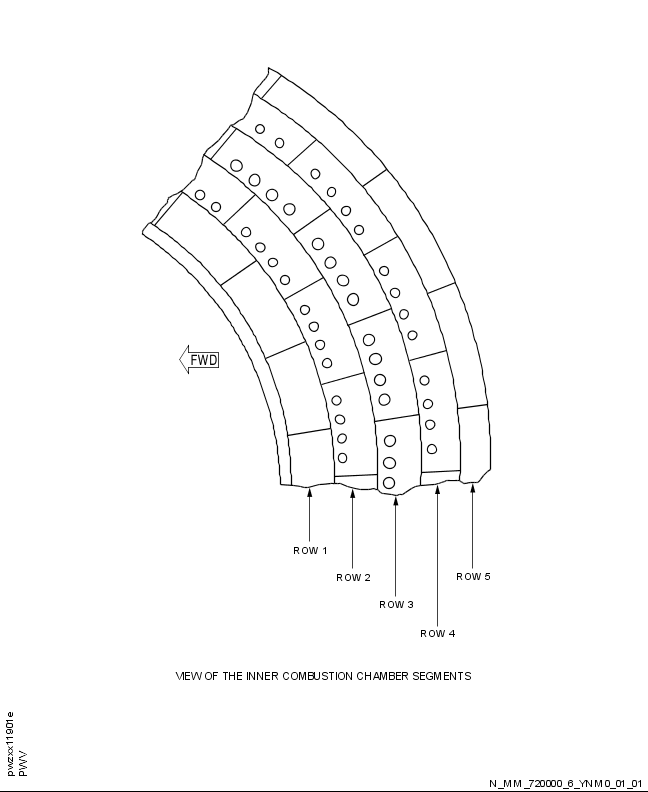 FWD
ROW 1
ROW 2
ROW 5
ROW 3
ROW 4
VIEW OF THE INNER COMBUSTION CHAMBER SEGMENTS
pwzxx11901e
PWV
N_MM_720000_6_YNM0_01_01